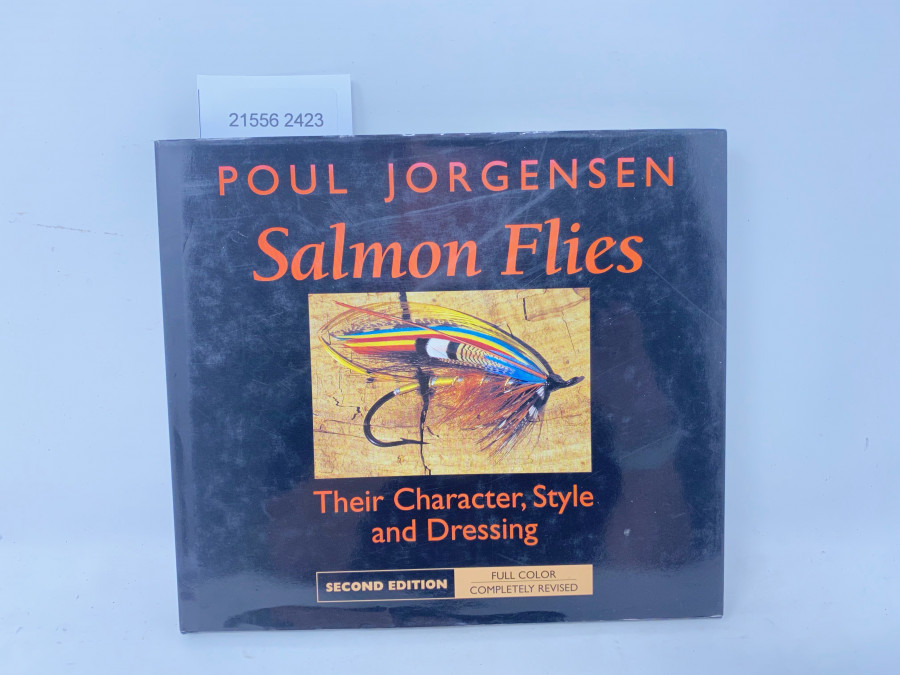 21556 2423
POUL JORGENSEN
Salmon Flies
Their Character, Style
and Dressing
SECOND EDITION
FULL COLOR
COMPLETELY REVISED